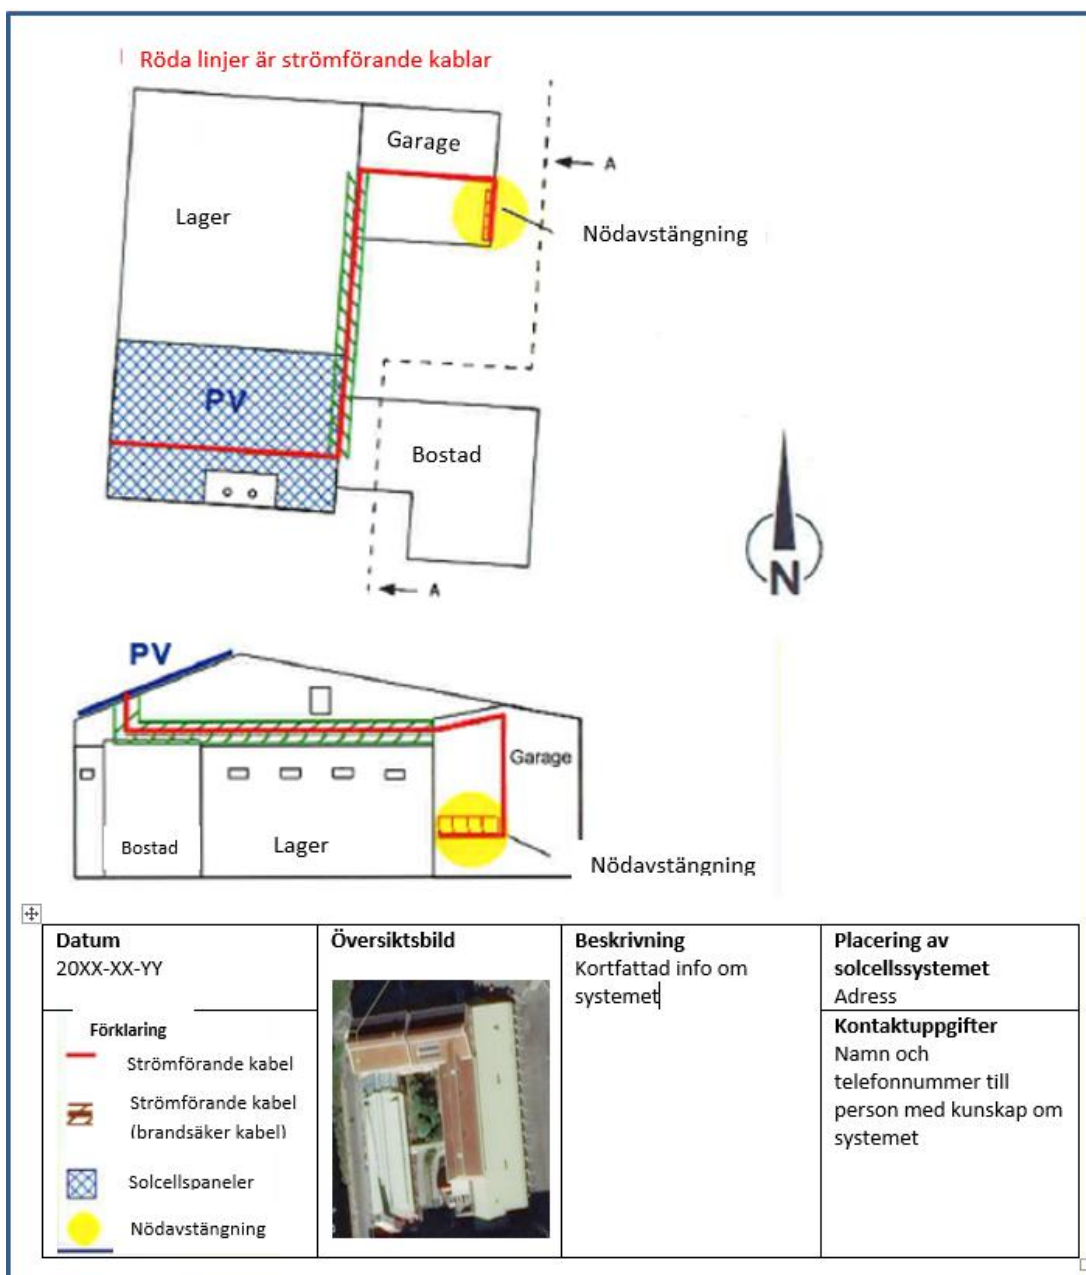 Röda linjer är strömförande kablar
Garage
A
Lager
Nödavstängning
PV
Bostad
N
A
PV
Garage
Bostad
Lager
Nödavstängning
Datum
20XX-XX-YY
Förklaring
Strömförande kabel
Strömförande kabel
(brandsäker kabel)
Solcellspaneler
Nödavstängning
Översiktsbild
Beskrivning
Kortfattad info om
systemet
Placering av
solcellssystemet
Adress
Kontaktuppgifter
Namn och
telefonnummer till
person med kunskap om
systemet